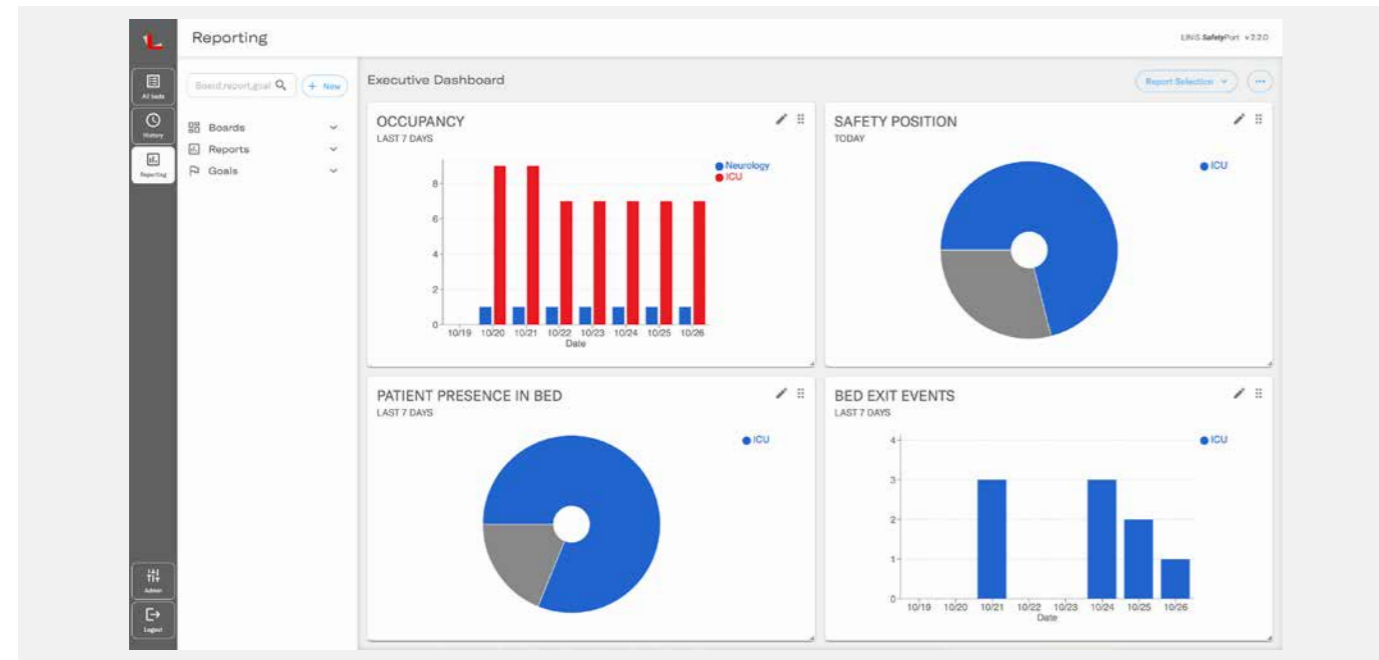 L
Reporting
LINIS SafetyPort v 2.2.0
All beds
History
Reporting
Admin
Logout
Board,report,goal
+ New
Boards
Reports
Goals
Executive Dashboard
Report Selection
OCCUPANCY
LAST 7 DAYS
Neurology
ICU
8
6
4
2
0
10/19 10/20 10/21 10/22 10/23 10/24 10/25 10/26
Date
SAFETY POSITION
TODAY
ICU
PATIENT PRESENCE IN BED
LAST 7 DAYS
ICU
BED EXIT EVENTS
LAST 7 DAYS
ICU
4
3
2
1
0
10/19 10/20 10/21 10/22 10/23 10/24 10/25 10/26
Date